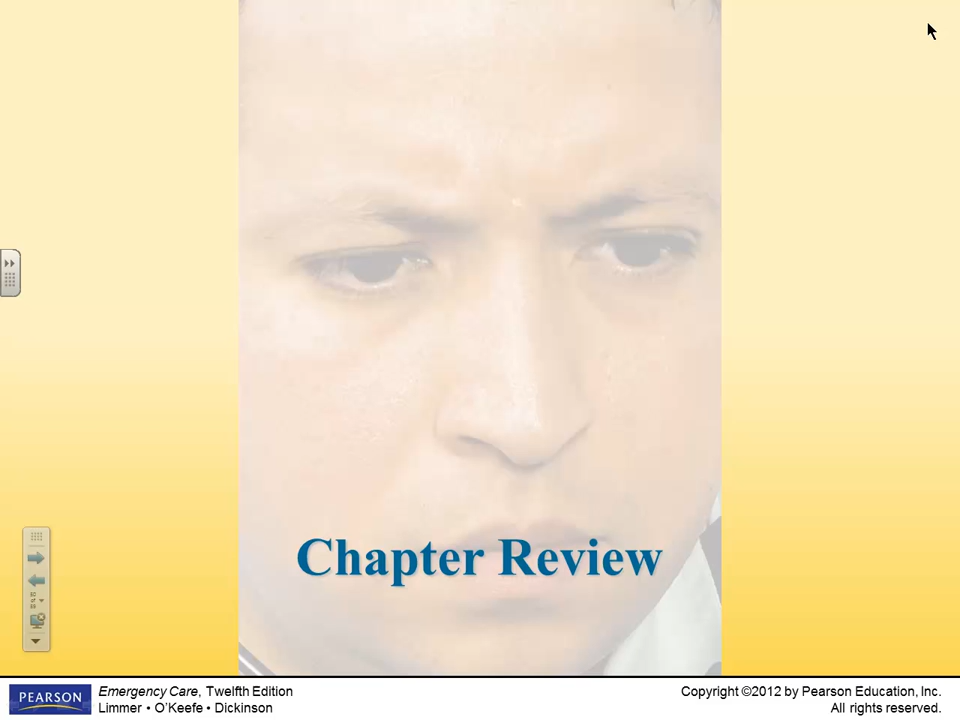 Chapter Review
PEARSON
Emergency Care, Twelfth Edition
Limmer • O'Keefe • Dickinson
Copyright ©2012 by Pearson Education, Inc.
All rights reserved.